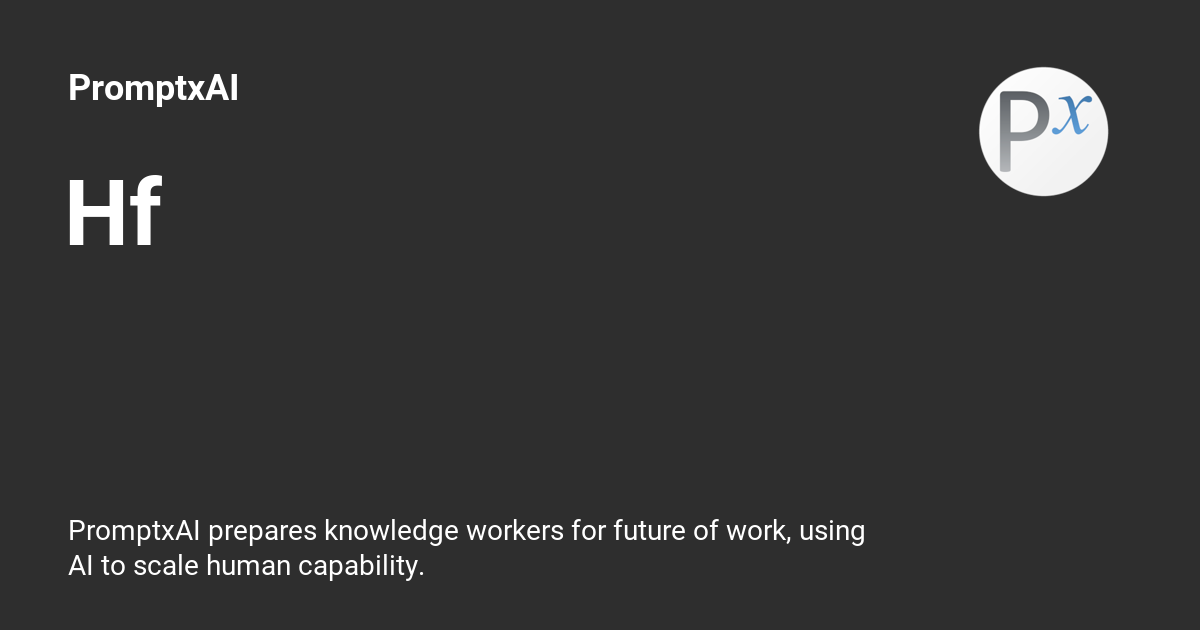 PromptxAI
Px
Hf
PromptxAI prepares knowledge workers for future of work, using
AI to scale human capability.